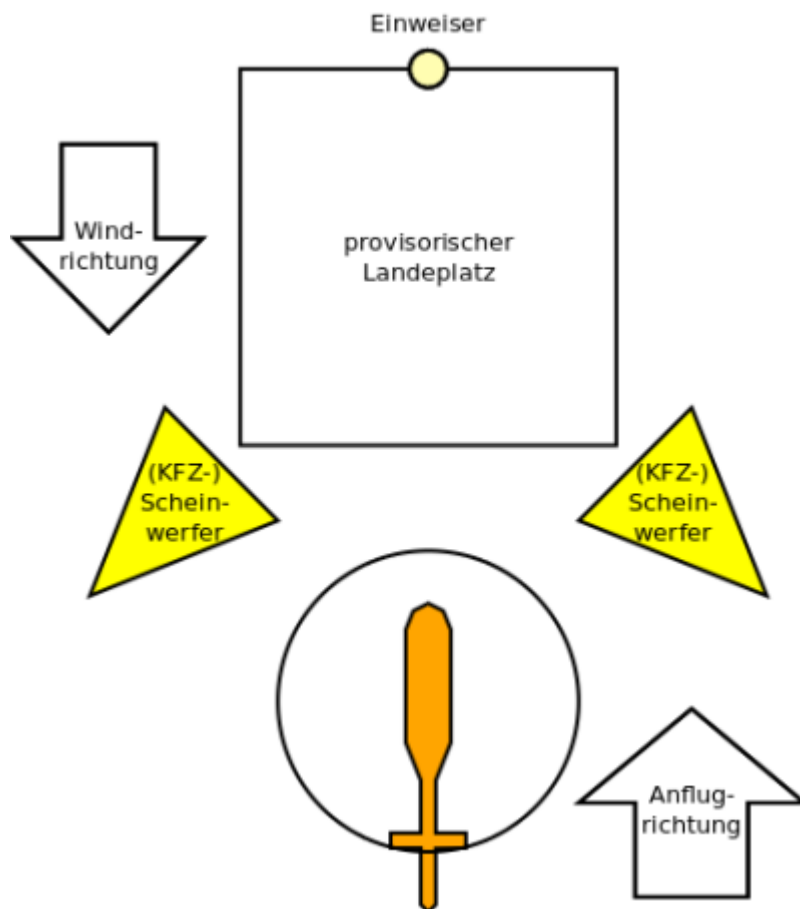 Einweiser
Wind-
richtung
provisorischer
Landeplatz
(KFZ-)
Schein-
werfer
(KFZ-)
Schein-
werfer
Anflug-
richtung